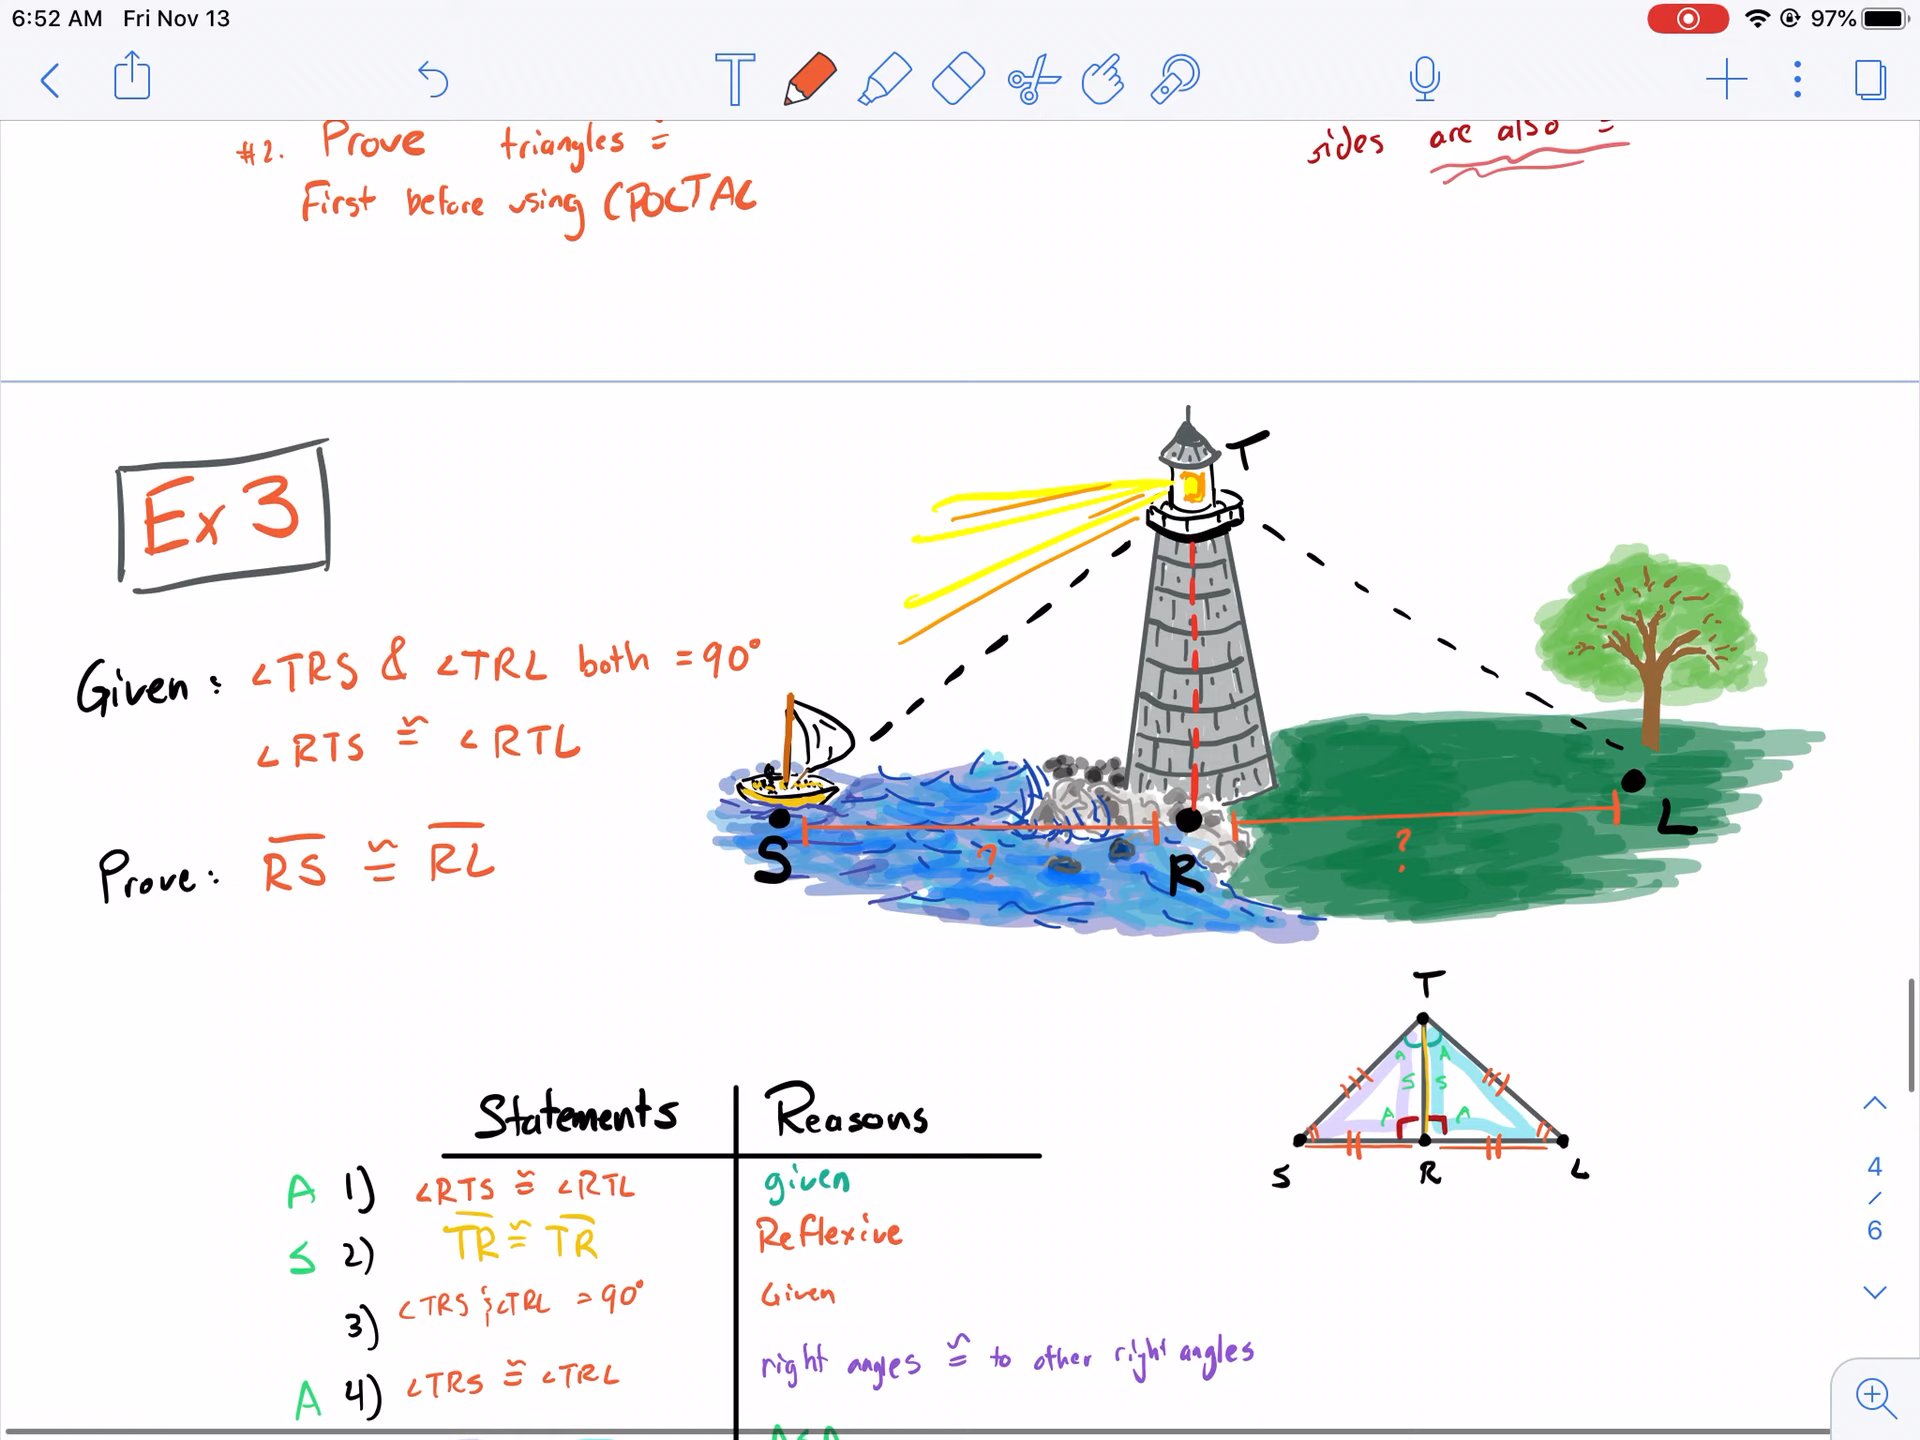 6:52 AM Fri Nov 13
97%
#2. Prove triangles ≅
First before using CPOCTAC
sides are also ≅
Ex 3
T
Given: ∠TRS & ∠TRL both = 90°
∠RTS ≅ ∠RTL
Prove: RS ≅ RL
S
?
R
?
L
T
A A
S S
A A
S R L
Statements Reasons
A 1) ∠RTS ≅ ∠RTL given
S 2) TR ≅ TR Reflexive
3) ∠TRS & ∠TRL = 90° Given
A 4) ∠TRS ≅ ∠TRL right angles ≅ to other right angles
4
/
6